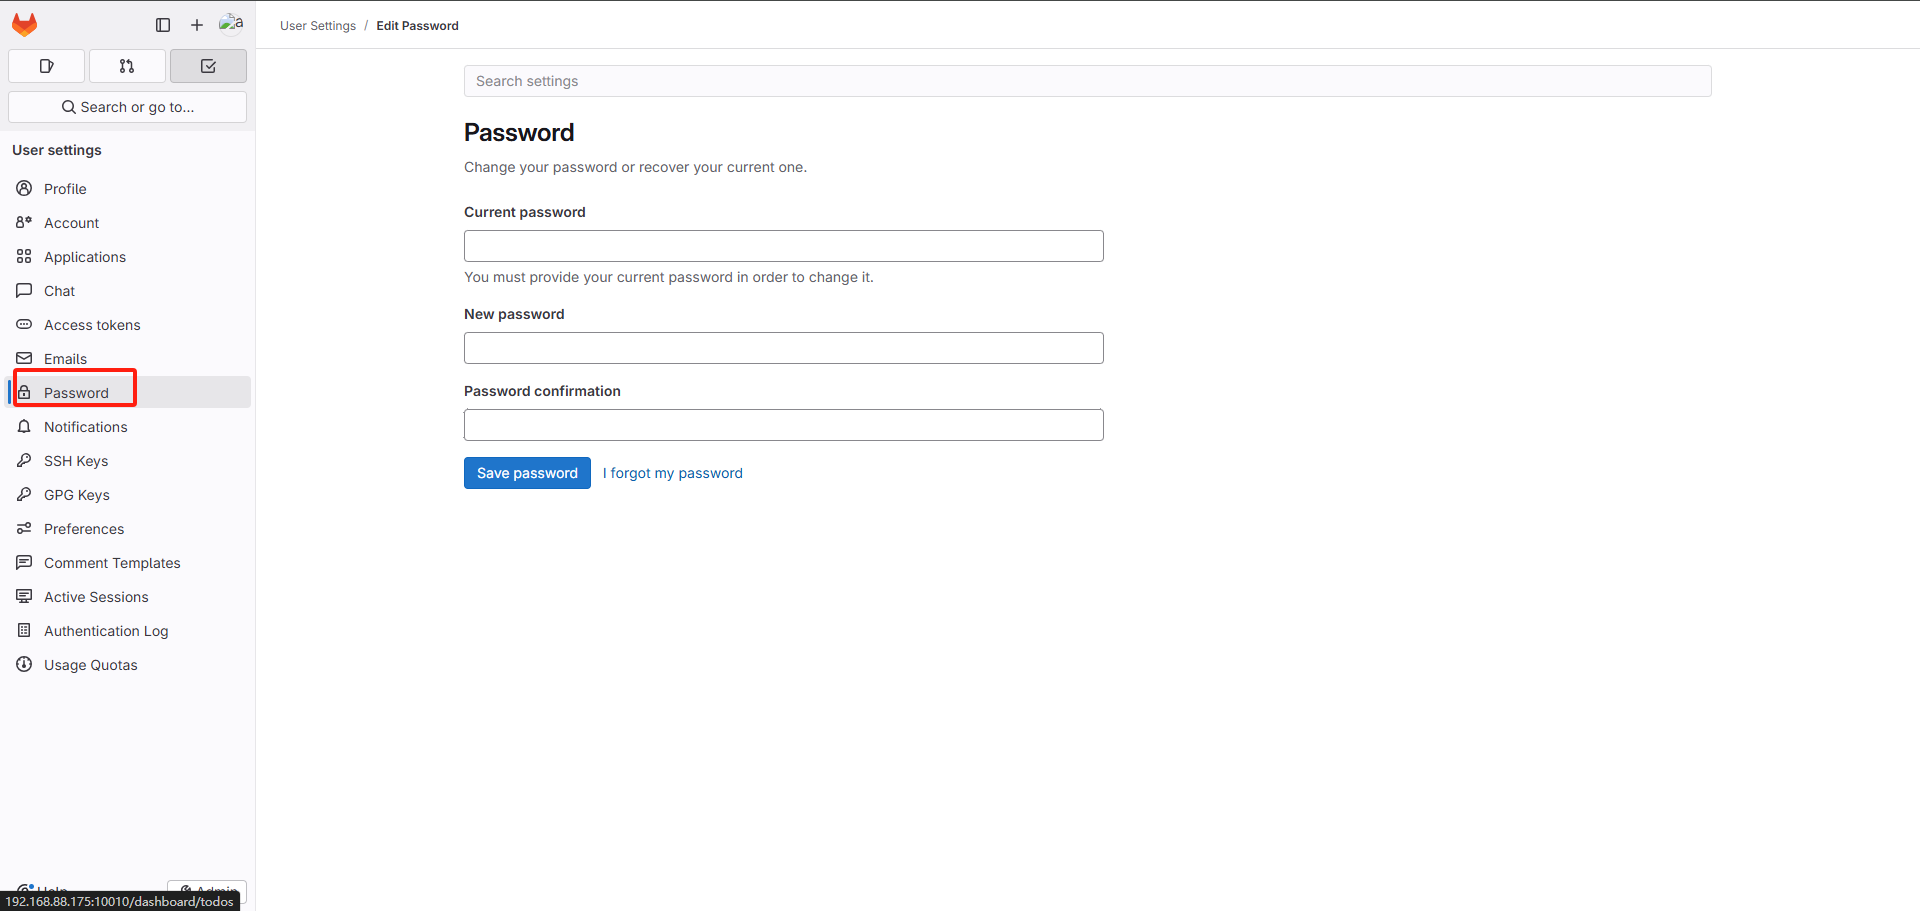 a
Search or go to...
User settings
Profile
Account
Applications
Chat
Access tokens
Emails
Password
Notifications
SSH Keys
GPG Keys
Preferences
Comment Templates
Active Sessions
Authentication Log
Usage Quotas
Help
Admin
192.168.88.175:10010/dashboard/todos
User Settings / Edit Password
Search settings
Password
Change your password or recover your current one.
Current password
You must provide your current password in order to change it.
New password
Password confirmation
Save password I forgot my password